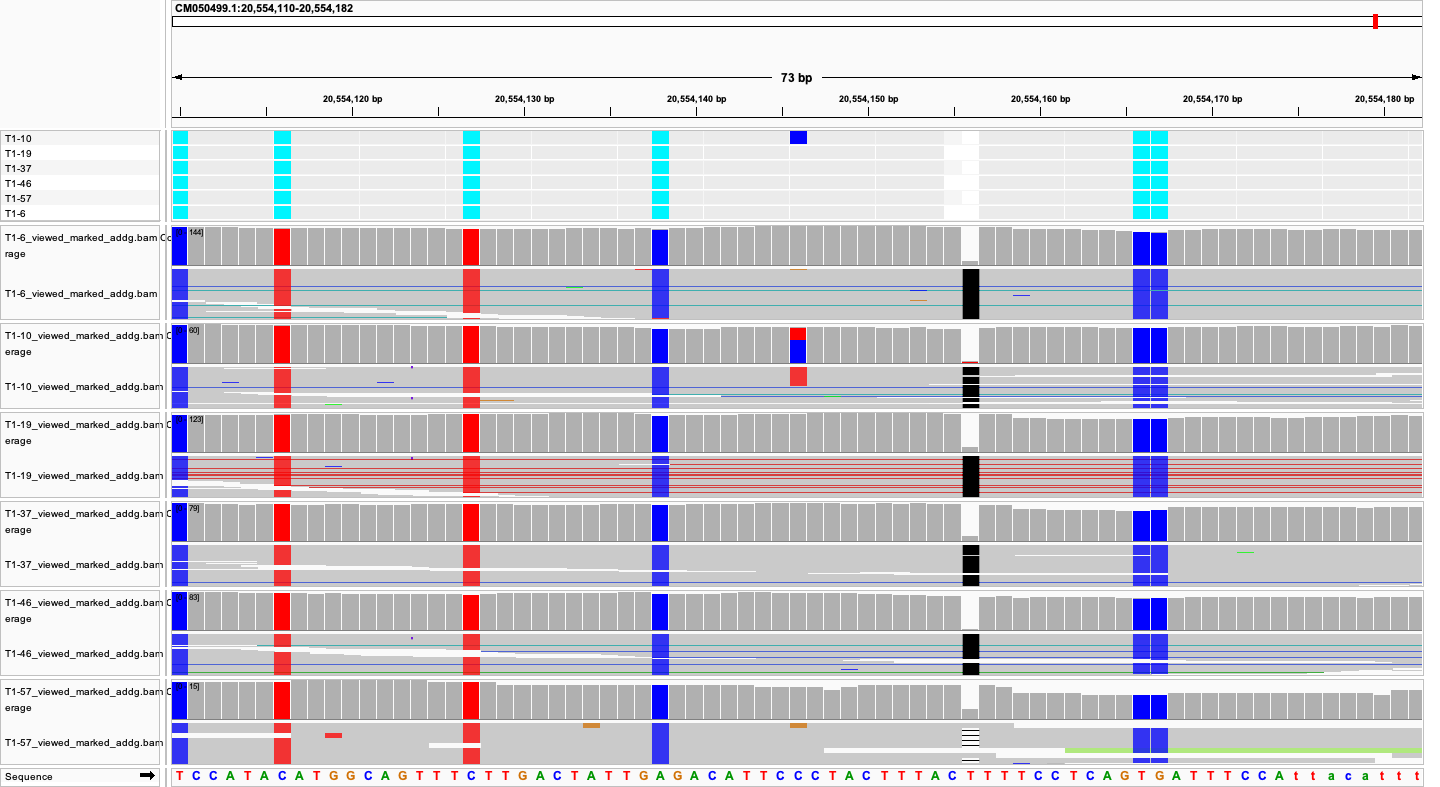 CM050499.1:20,554,110-20,554,182
73 bp
20,554,120 bp 20,554,130 bp 20,554,140 bp 20,554,150 bp 20,554,160 bp 20,554,170 bp 20,554,180 bp
T1-10
T1-19
T1-37
T1-46
T1-57
T1-6
T1-6_viewed_marked_addg.bam Co
rage
144]
T1-6_viewed_marked_addg.bam
T1-10_viewed_marked_addg.bam C
erage
60]
T1-10_viewed_marked_addg.bam
T1-19_viewed_marked_addg.bam C
erage
123]
T1-19_viewed_marked_addg.bam
T1-37_viewed_marked_addg.bam C
erage
79]
T1-37_viewed_marked_addg.bam
T1-46_viewed_marked_addg.bam C
erage
83]
T1-46_viewed_marked_addg.bam
T1-57_viewed_marked_addg.bam C
erage
15]
T1-57_viewed_marked_addg.bam
Sequence T C C A T A C A T G G C A G T T T C T T G A C T A T T G A G A C A T T C C C T A C T T T A C T T T T C C T C A G T G A T T T C C A t t a c a t t t